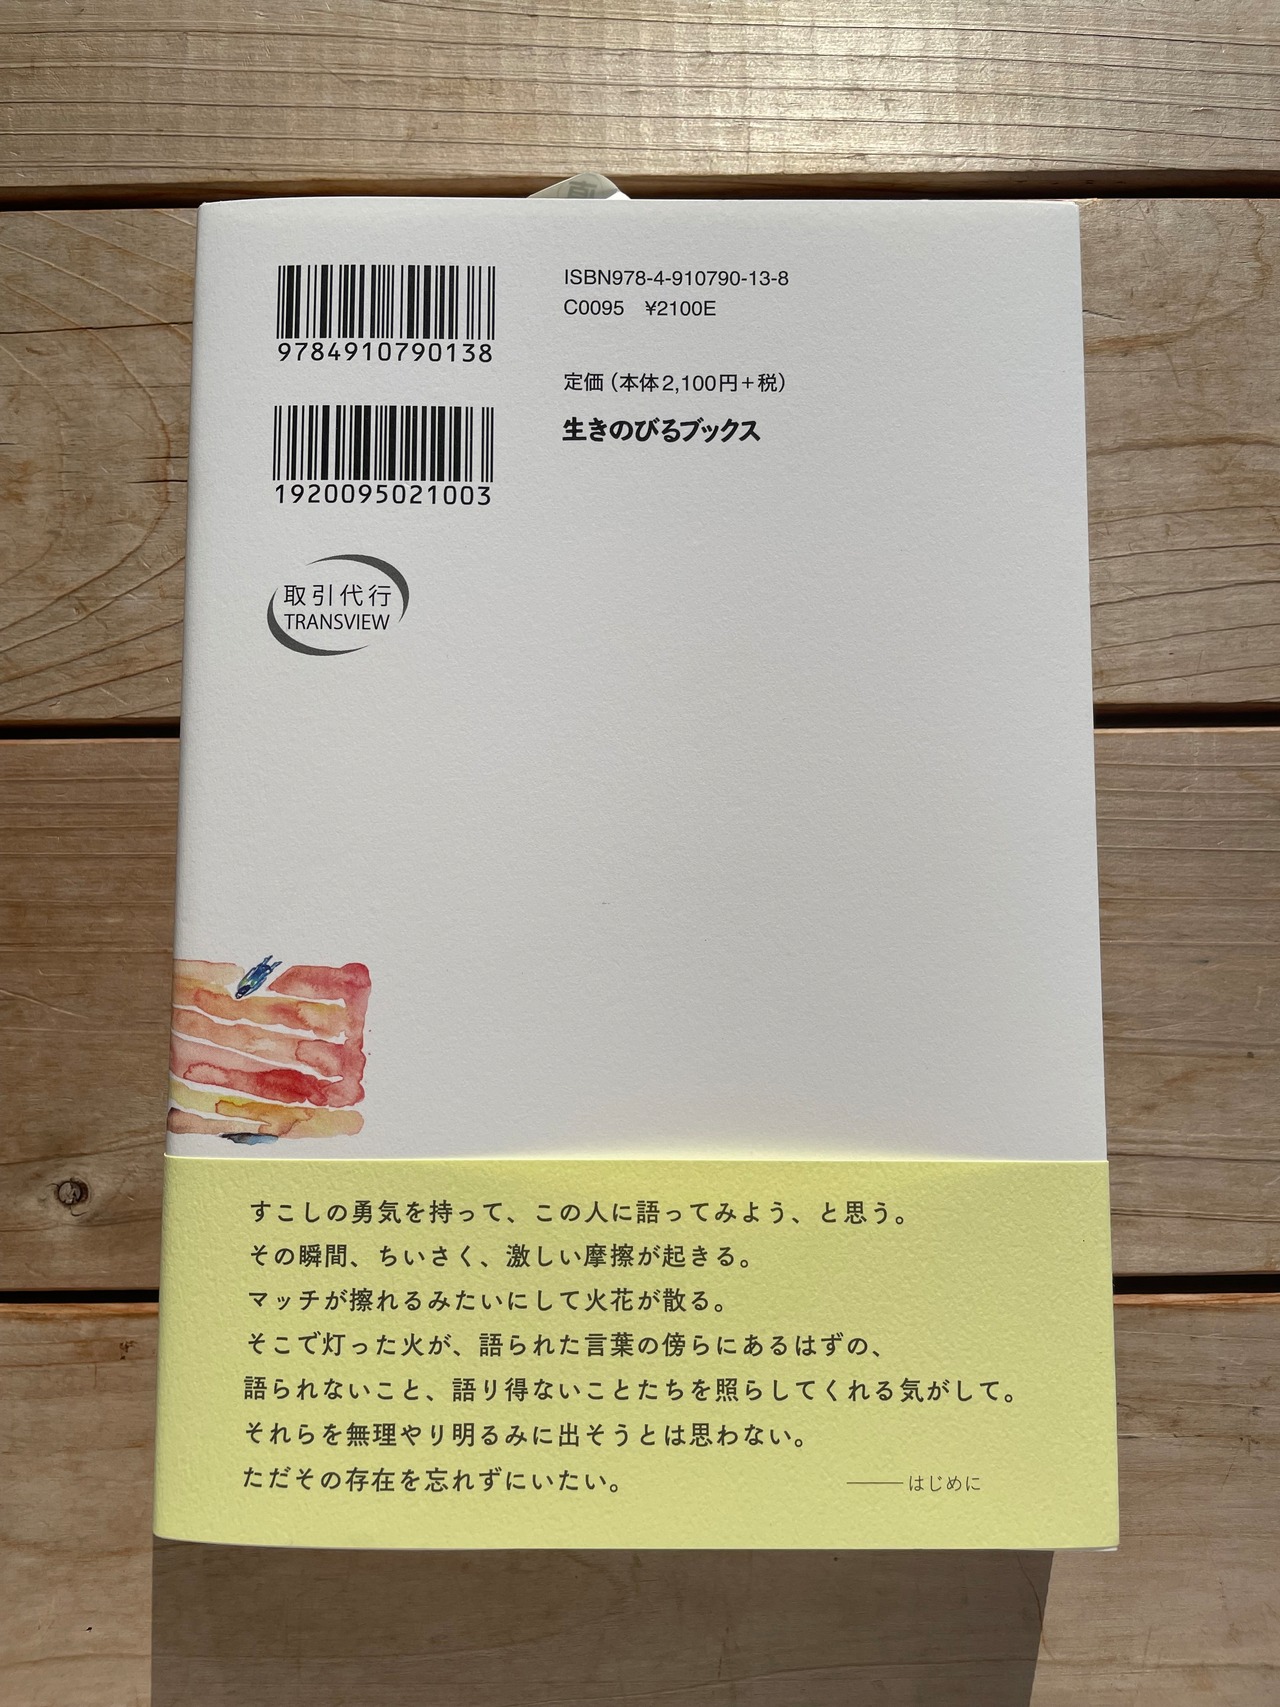 9784910790138
ISBN978-4-910790-13-8
C0095 ¥2100E
定価（本体2,100円＋税）
生きのびるブックス
1920095021003
取引代行
TRANSVIEW
すこしの勇気を持って、この人に語ってみよう、と思う。
その瞬間、ちいさく、激しい摩擦が起きる。
マッチが擦れるみたいにして火花が散る。
そこで灯った火が、語られた言葉の傍らにあるはずの、
語られないこと、語り得ないことたちを照らしてくれる気がして。
それらを無理やり明るみに出そうとは思わない。
ただその存在を忘れずにいたい。
――はじめに